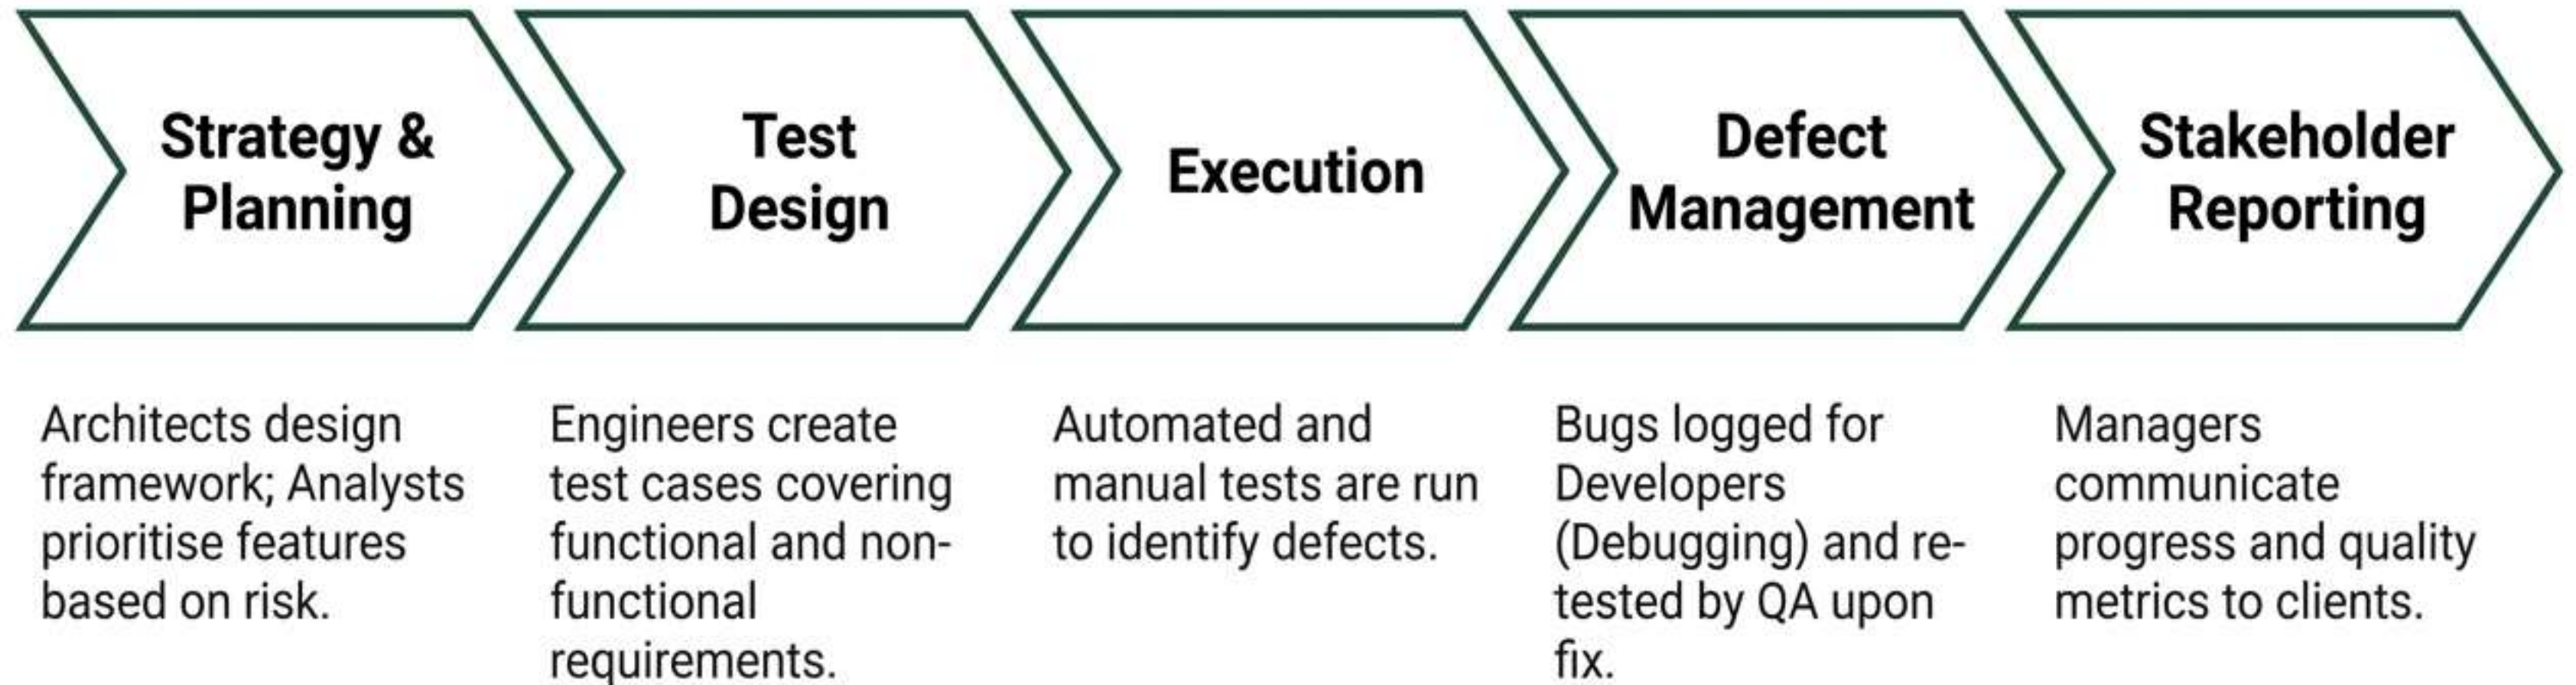 Strategy &
Planning
Test
Design
Execution
Defect
Management
Stakeholder
Reporting
Architects design
framework; Analysts
prioritise features
based on risk.
Engineers create
test cases covering
functional and non-
functional
requirements.
Automated and
manual tests are run
to identify defects.
Bugs logged for
Developers
(Debugging) and re-
tested by QA upon
fix.
Managers
communicate
progress and quality
metrics to clients.